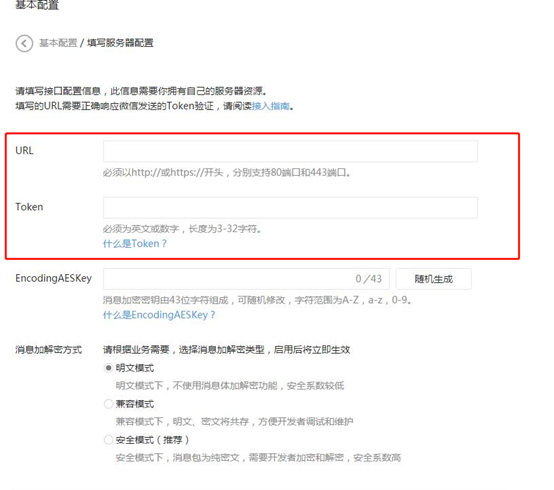 基本配置
基本配置 / 填写服务器配置
请填写接口配置信息，此信息需要你拥有自己的服务器资源。
填写的URL需要正确响应微信发送的Token验证，请阅读接入指南。
URL
必须以http://或https://开头，分别支持80端口和443端口。
Token
必须为英文或数字，长度为3-32字符。
什么是Token？
EncodingAESKey 0/43 随机生成
消息加密密钥由43位字符组成，可随机修改，字符范围为A-Z，a-z，0-9。
什么是EncodingAESKey？
消息加解密方式 请根据业务需要，选择消息加解密类型，启用后将立即生效
明文模式
明文模式下，不使用消息体加解密功能，安全系数较低
兼容模式
兼容模式下，明文、密文将共存，方便开发者调试和维护
安全模式（推荐）
安全模式下，消息包为纯密文，需要开发者加密和解密，安全系数高